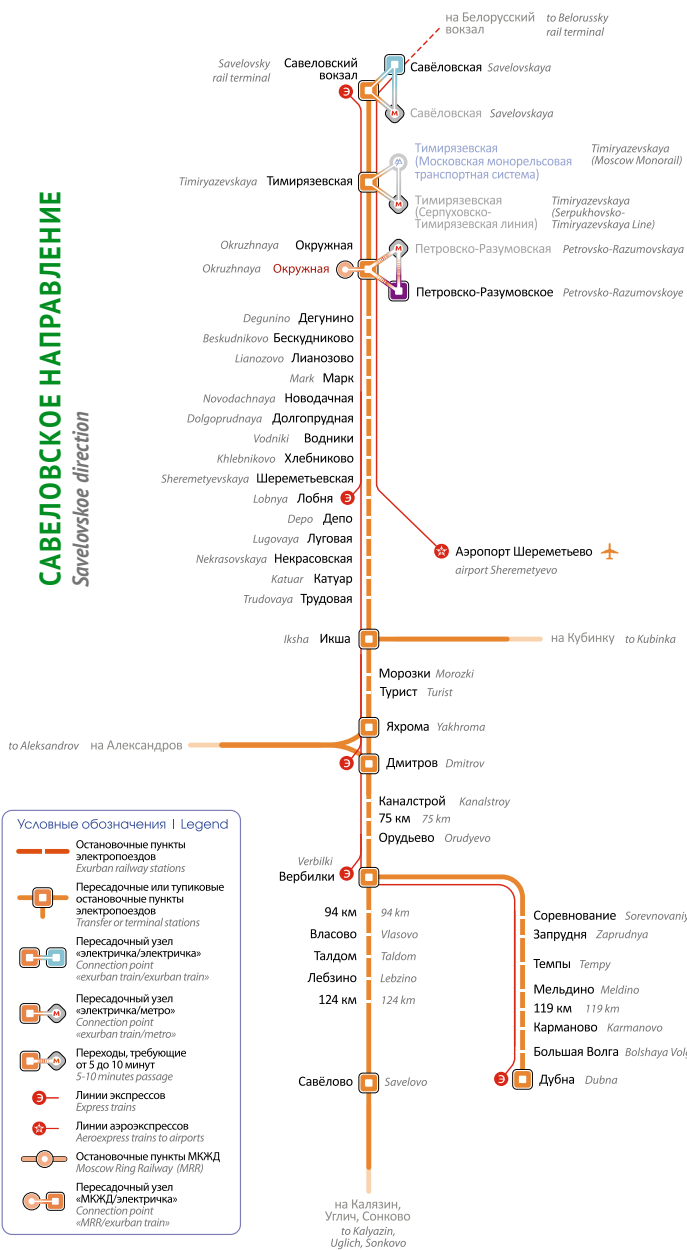 на Белорусский
вокзал
to Belorussky
rail terminal
Savelovsky
rail terminal
Савеловский
вокзал
Савёловская Savelovskaya
Э
М
Савёловская Savelovskaya
Тимирязевская
(Московская монорельсовая
транспортная система)
Timiryazevskaya
(Moscow Monorail)
Timiryazevskaya Тимирязевская
М
Тимирязевская
(Серпуховско-
Тимирязевская линия)
Timiryazevskaya
(Serpukhovsko-
Timiryazevskaya Line)
Okruzhnaya Окружная
М
Петровско-Разумовская Petrovsko-Razumovskaya
Okruzhnaya Окружная
Петровско-Разумовское Petrovsko-Razumovskoye
САВЕЛОВСКОЕ НАПРАВЛЕНИЕ
Savelovskoe direction
Degunino Дегунино
Beskudnikovo Бескудниково
Lianozovo Лианозово
Mark Марк
Novodachnaya Новодачная
Dolgoprudnaya Долгопрудная
Vodniki Водники
Khlebnikovo Хлебниково
Sheremetyevskaya Шереметьевская
Lobnya Лобня Э
Depo Депо
Lugovaya Луговая
Nekrasovskaya Некрасовская
Katuar Катуар
Trudovaya Трудовая
Аэропорт Шереметьево
airport Sheremetyevo
Iksha Икша
на Кубинку to Kubinka
Морозки Morozki
Турист Turist
Яхрома Yakhroma
to Aleksandrov на Александров
Э Дмитров Dmitrov
Каналстрой Kanalstroy
75 км 75 km
Орудьево Orudyevo
Verbilki
Вербилки Э
94 км 94 km
Власово Vlasovo
Талдом Taldom
Лебзино Lebzino
124 км 124 km
Савёлово Savelovo
на Калязин,
Углич, Сонково
to Kalyazin,
Uglich, Sonkovo
Соревнование Sorevnovaniy
Запрудня Zaprudnya
Темпы Tempy
Мельдино Meldino
119 км 119 km
Карманово Karmanovo
Большая Волга Bolshaya Volg
Э Дубна Dubna
Условные обозначения | Legend
Остановочные пункты
электропоездов
Exurban railway stations
Пересадочные или тупиковые
остановочные пункты
электропоездов
Transfer or terminal stations
Пересадочный узел
«электричка/электричка»
Connection point
«exurban train/exurban train»
М
Пересадочный узел
«электричка/метро»
Connection point
«exurban train/metro»
М
Переходы, требующие
от 5 до 10 минут
5-10 minutes passage
Э
Линии экспрессов
Express trains
Линии аэроэкспрессов
Aeroexpress trains to airports
Остановочные пункты МКЖД
Moscow Ring Railway (MRR)
Пересадочный узел
«МКЖД/электричка»
Connection point
«MRR/exurban train»